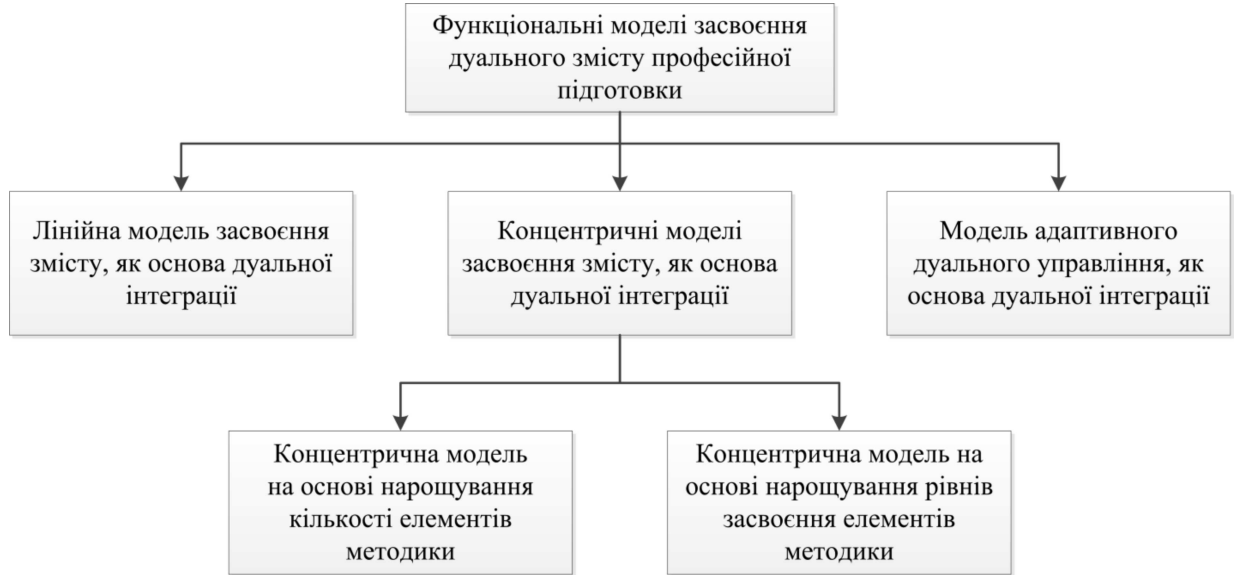 Функціональні моделі засвоєння
дуального змісту професійної
підготовки
Лінійна модель засвоєння
змісту, як основа дуальної
інтеграції
Концентричні моделі
засвоєння змісту, як основа
дуальної інтеграції
Модель адаптивного
дуального управління, як
основа дуальної інтеграції
Концентрична модель
на основі нарощування
кількості елементів
методики
Концентрична модель на
основі нарощування рівнів
засвоєння елементів
методики